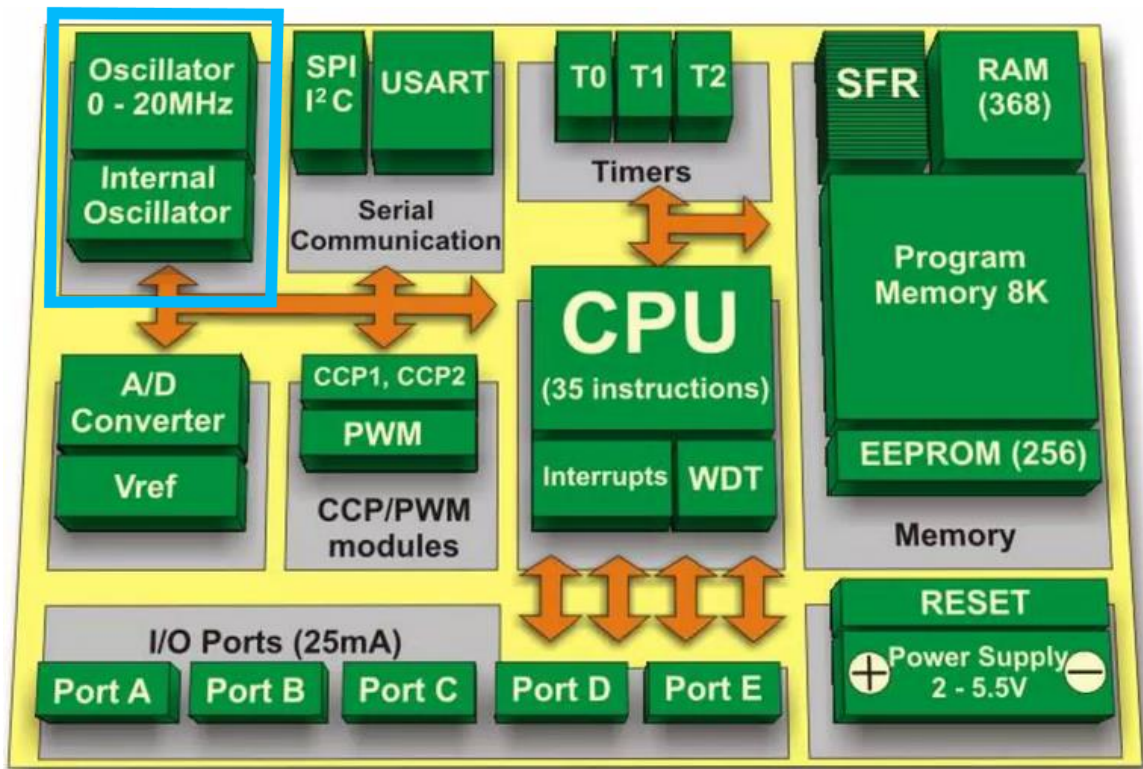 Oscillator
0 - 20MHz
Internal
Oscillator
SPI
I² C
USART
Serial
Communication
T0
T1
T2
Timers
SFR
RAM
(368)
Program
Memory 8K
EEPROM (256)
Memory
A/D
Converter
Vref
CCP1, CCP2
PWM
CCP/PWM
modules
CPU
(35 instructions)
Interrupts
WDT
I/O Ports (25mA)
Port A
Port B
Port C
Port D
Port E
RESET
+ Power Supply −
2 - 5.5V